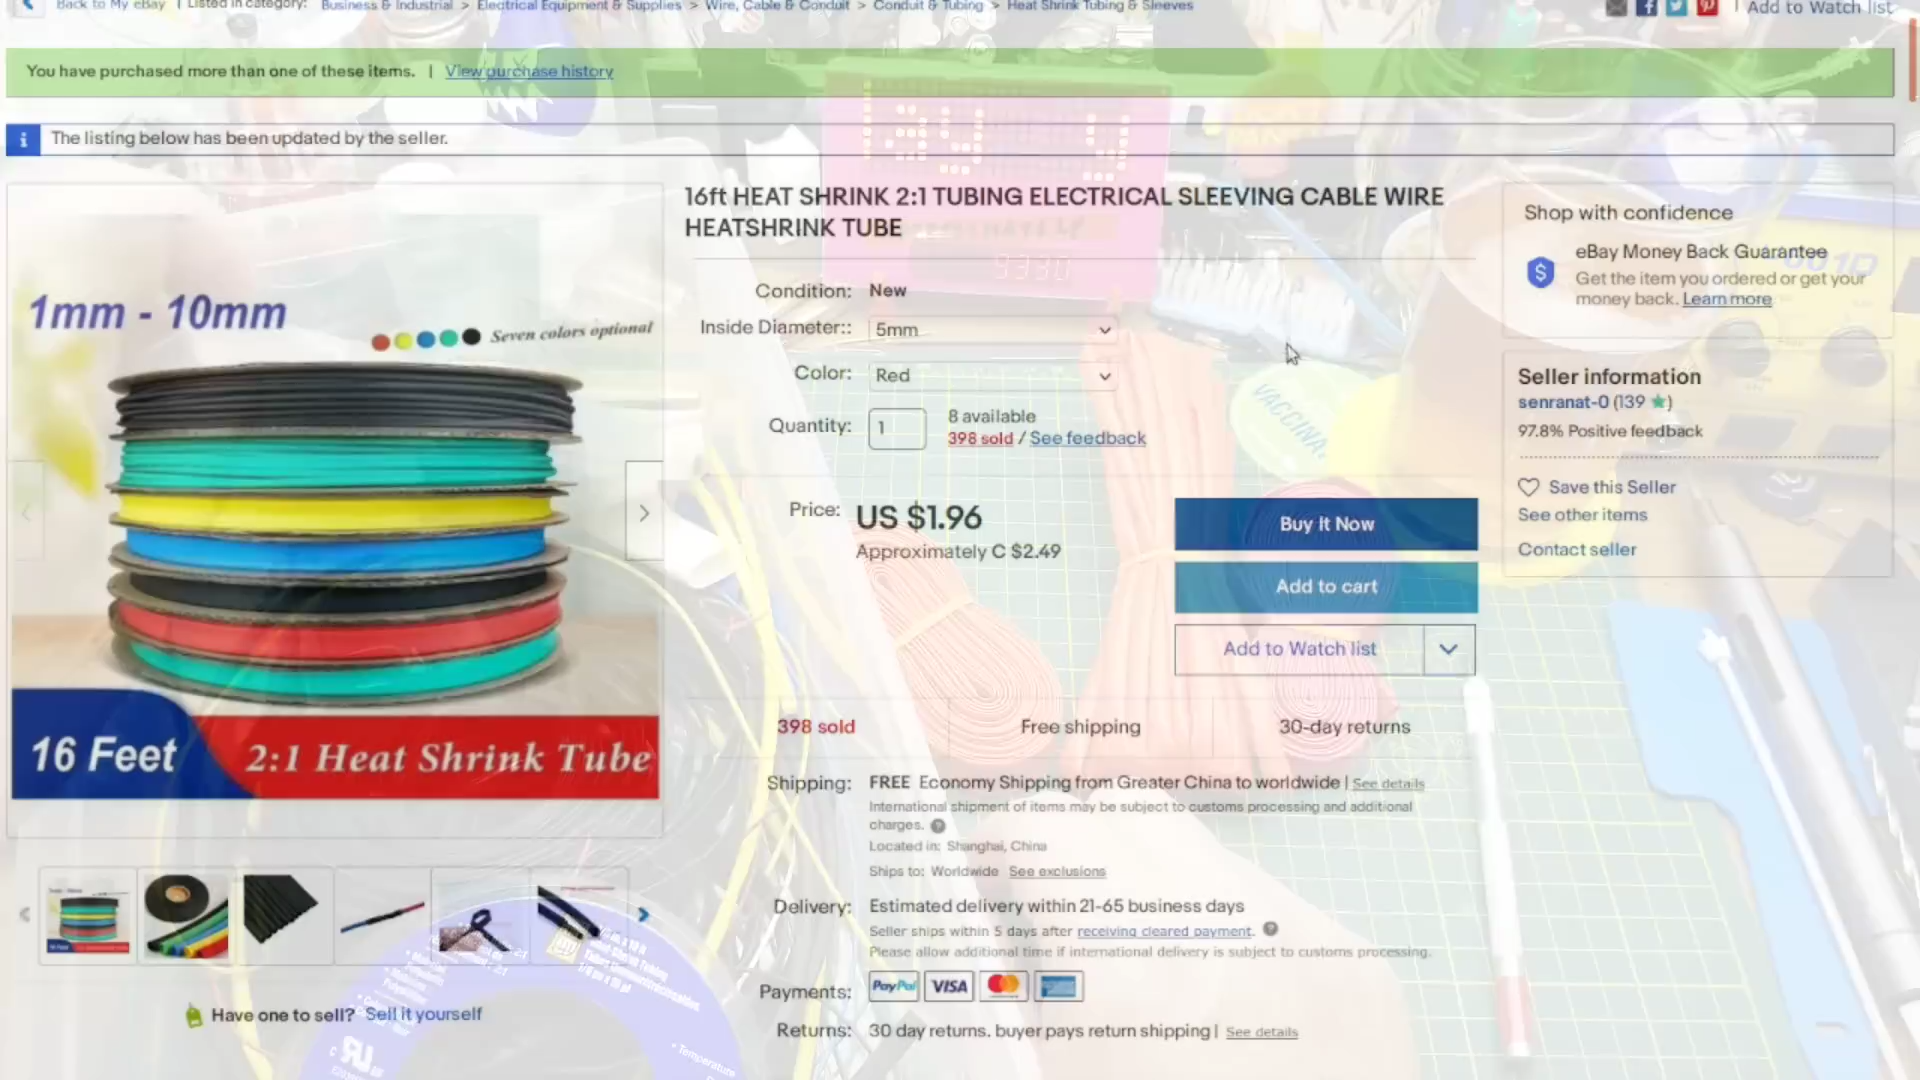 Back to My eBay | Listed in category: Business & Industrial > Electrical Equipment & Supplies > Wire, Cable & Conduit > Conduit & Tubing > Heat Shrink Tubing & Sleeves
| Add to Watch list
You have purchased more than one of these items. | View purchase history
i The listing below has been updated by the seller.
16ft HEAT SHRINK 2:1 TUBING ELECTRICAL SLEEVING CABLE WIRE
HEATSHRINK TUBE
9330
Condition: New
Inside Diameter:: 5mm
Color: Red
Quantity: 1
8 available
398 sold / See feedback
Price: US $1.96
Approximately C $2.49
Buy It Now
Add to cart
Add to Watch list
398 sold
Free shipping
30-day returns
Shipping: FREE Economy Shipping from Greater China to worldwide | See details
International shipment of items may be subject to customs processing and additional
charges.
Located in: Shanghai, China
Ships to: Worldwide See exclusions
Delivery: Estimated delivery within 21-65 business days
Seller ships within 5 days after receiving cleared payment.
Please allow additional time if international delivery is subject to customs processing.
Payments: PayPal VISA
Returns: 30 day returns. buyer pays return shipping | See details
Shop with confidence
eBay Money Back Guarantee
Get the item you ordered or get your
money back. Learn more
Seller information
senranat-0 (139)
97.8% Positive feedback
Save this Seller
See other items
Contact seller
1mm - 10mm
Seven colors optional
16 Feet
2:1 Heat Shrink Tube
Have one to sell? Sell it yourself
VACCINA
• Temperature